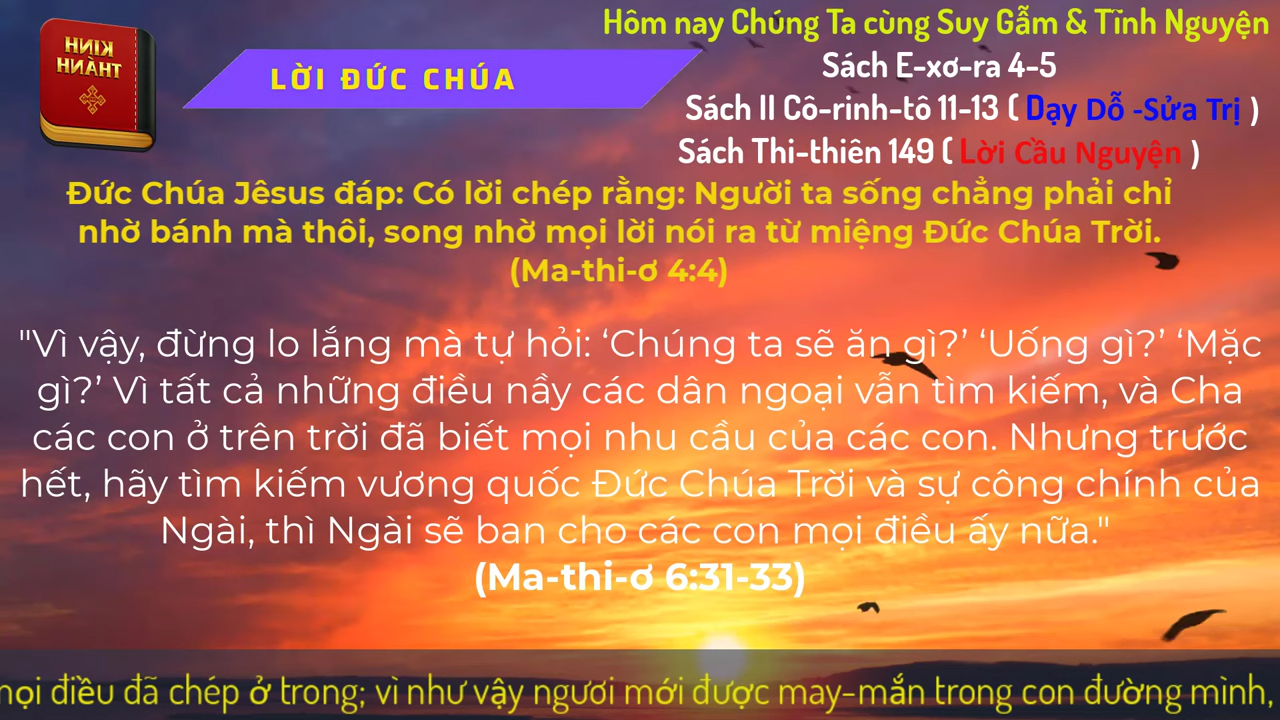 KINH
THÁNH
LỜI ĐỨC CHÚA
Hôm nay Chúng Ta cùng Suy Gẫm & Tĩnh Nguyện
Sách E-xơ-ra 4-5
Sách II Cô-rinh-tô 11-13 ( Dạy Dỗ -Sửa Trị )
Sách Thi-thiên 149 ( Lời Cầu Nguyện )
Đức Chúa Jêsus đáp: Có lời chép rằng: Người ta sống chẳng phải chỉ
nhờ bánh mà thôi, song nhờ mọi lời nói ra từ miệng Đức Chúa Trời.
(Ma-thi-ơ 4:4)
"Vì vậy, đừng lo lắng mà tự hỏi: ‘Chúng ta sẽ ăn gì?’ ‘Uống gì?’ ‘Mặc
gì?’ Vì tất cả những điều nầy các dân ngoại vẫn tìm kiếm, và Cha
các con ở trên trời đã biết mọi nhu cầu của các con. Nhưng trước
hết, hãy tìm kiếm vương quốc Đức Chúa Trời và sự công chính của
Ngài, thì Ngài sẽ ban cho các con mọi điều ấy nữa."
(Ma-thi-ơ 6:31-33)
mọi điều đã chép ở trong; vì như vậy ngươi mới được may-mắn trong con đường mình,